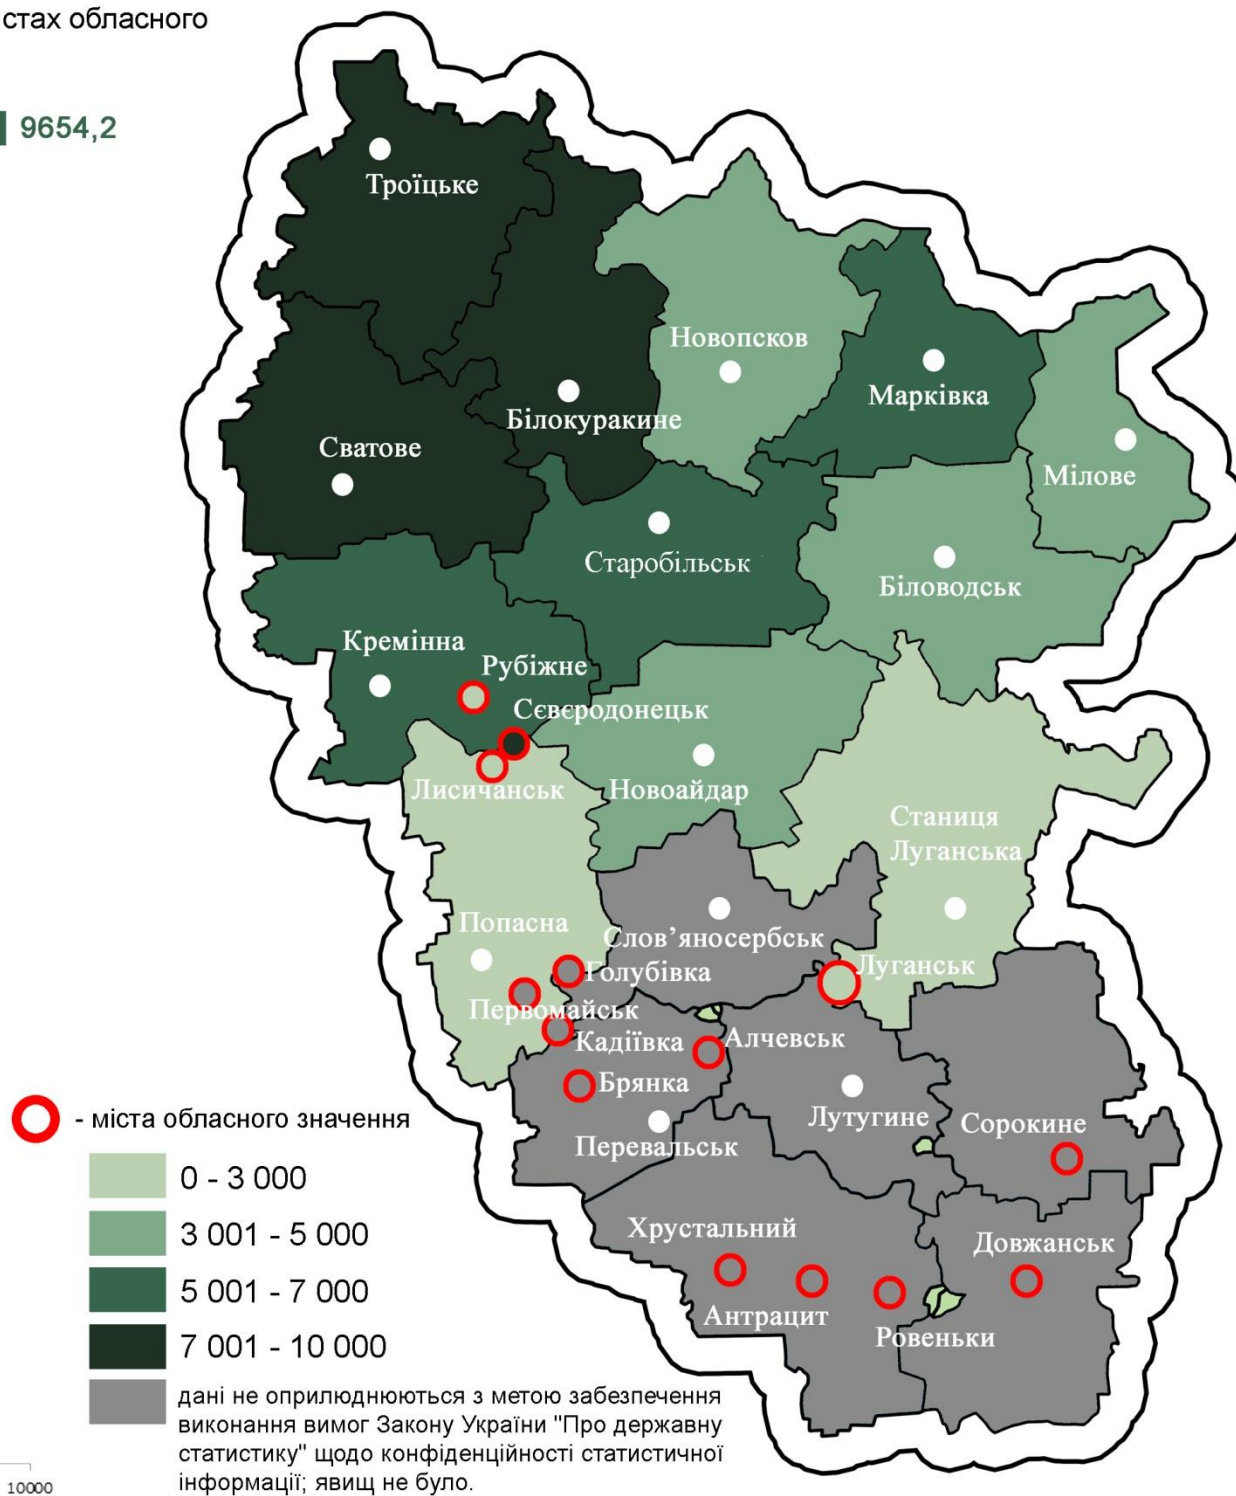 стах обласного
9654,2
Троїцьке
Новопсков
Марківка
Білокуракине
Сватове
Мілове
Старобільськ
Біловодськ
Кремінна
Рубіжне
Сєвєродонецьк
Лисичанськ
Новоайдар
Станиця
Луганська
Попасна
Слов’яносербськ
Голубівка
Луганськ
Первомайськ
Кадіївка
Алчевськ
Брянка
Лутугине
Перевальськ
Сорокине
Хрустальний
Довжанськ
Антрацит
Ровеньки
- міста обласного значення
0 - 3 000
3 001 - 5 000
5 001 - 7 000
7 001 - 10 000
дані не оприлюднюються з метою забезпечення
виконання вимог Закону України "Про державну
статистику" щодо конфіденційності статистичної
інформації; явищ не було.
10000